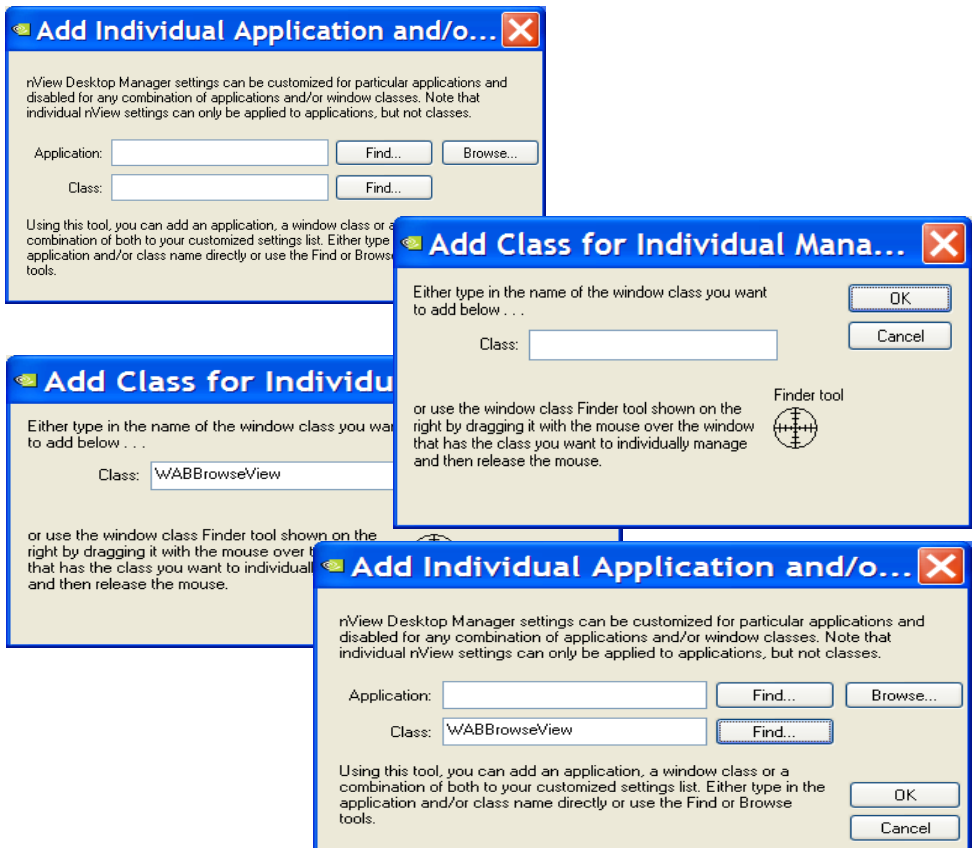 Add Individual Application and/o...
nView Desktop Manager settings can be customized for particular applications and
disabled for any combination of applications and/or window classes. Note that
individual nView settings can only be applied to applications, but not classes.
Application:
Find...
Browse...
Class:
Find...
Using this tool, you can add an application, a window class or a
combination of both to your customized settings list. Either type
application and/or class name directly or use the Find or Brows
tools.
Add Class for Individual Mana...
Either type in the name of the window class you want
to add below . . .
OK
Cancel
Class:
Finder tool
or use the window class Finder tool shown on the
right by dragging it with the mouse over the window
that has the class you want to individually manage
and then release the mouse.
Add Class for Individu
Either type in the name of the window class you wa
to add below . . .
Class: WABBrowseView
or use the window class Finder tool shown on the
right by dragging it with the mouse over
that has the class you want to individuall
and then release the mouse.
Add Individual Application and/o...
nView Desktop Manager settings can be customized for particular applications and
disabled for any combination of applications and/or window classes. Note that
individual nView settings can only be applied to applications, but not classes.
Application:
Find...
Browse...
Class: WABBrowseView
Find...
Using this tool, you can add an application, a window class or a
combination of both to your customized settings list. Either type in the
application and/or class name directly or use the Find or Browse
tools.
OK
Cancel